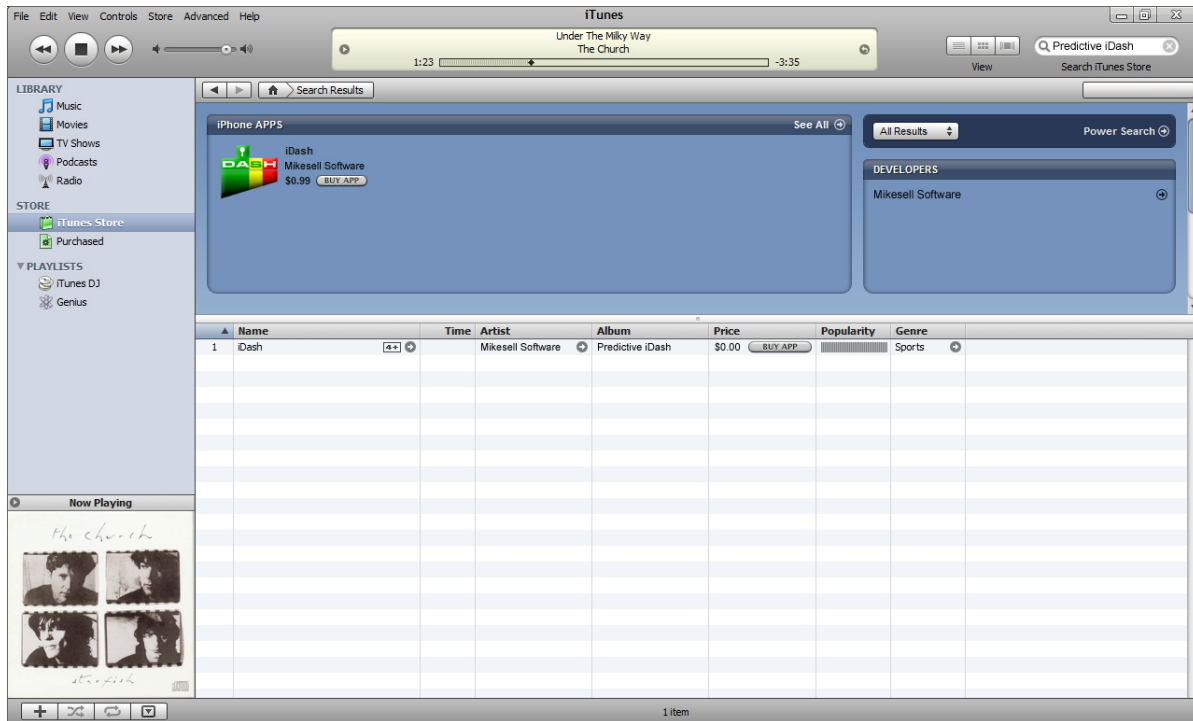 File Edit View Controls Store Advanced Help
iTunes
Under The Milky Way
The Church
1:23
-3:35
View
Predictive iDash
Search iTunes Store
LIBRARY
Music
Movies
TV Shows
Podcasts
Radio
STORE
iTunes Store
Purchased
PLAYLISTS
iTunes DJ
Genius
Search Results
iPhone APPS
See All
DASH
iDash
Mikesell Software
$0.99 BUY APP
All Results
Power Search
DEVELOPERS
Mikesell Software
Name Time Artist Album Price Popularity Genre
1 iDash 4+ Mikesell Software Predictive iDash $0.00 BUY APP Sports
Now Playing
the church
starfish
1 item